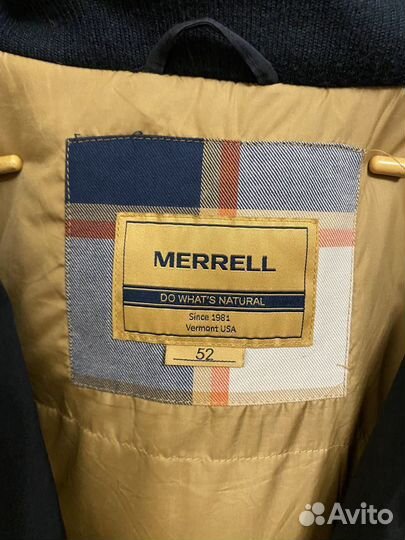 MERRELL
DO WHAT'S NATURAL
Since 1981
Vermont USA
52
Avito